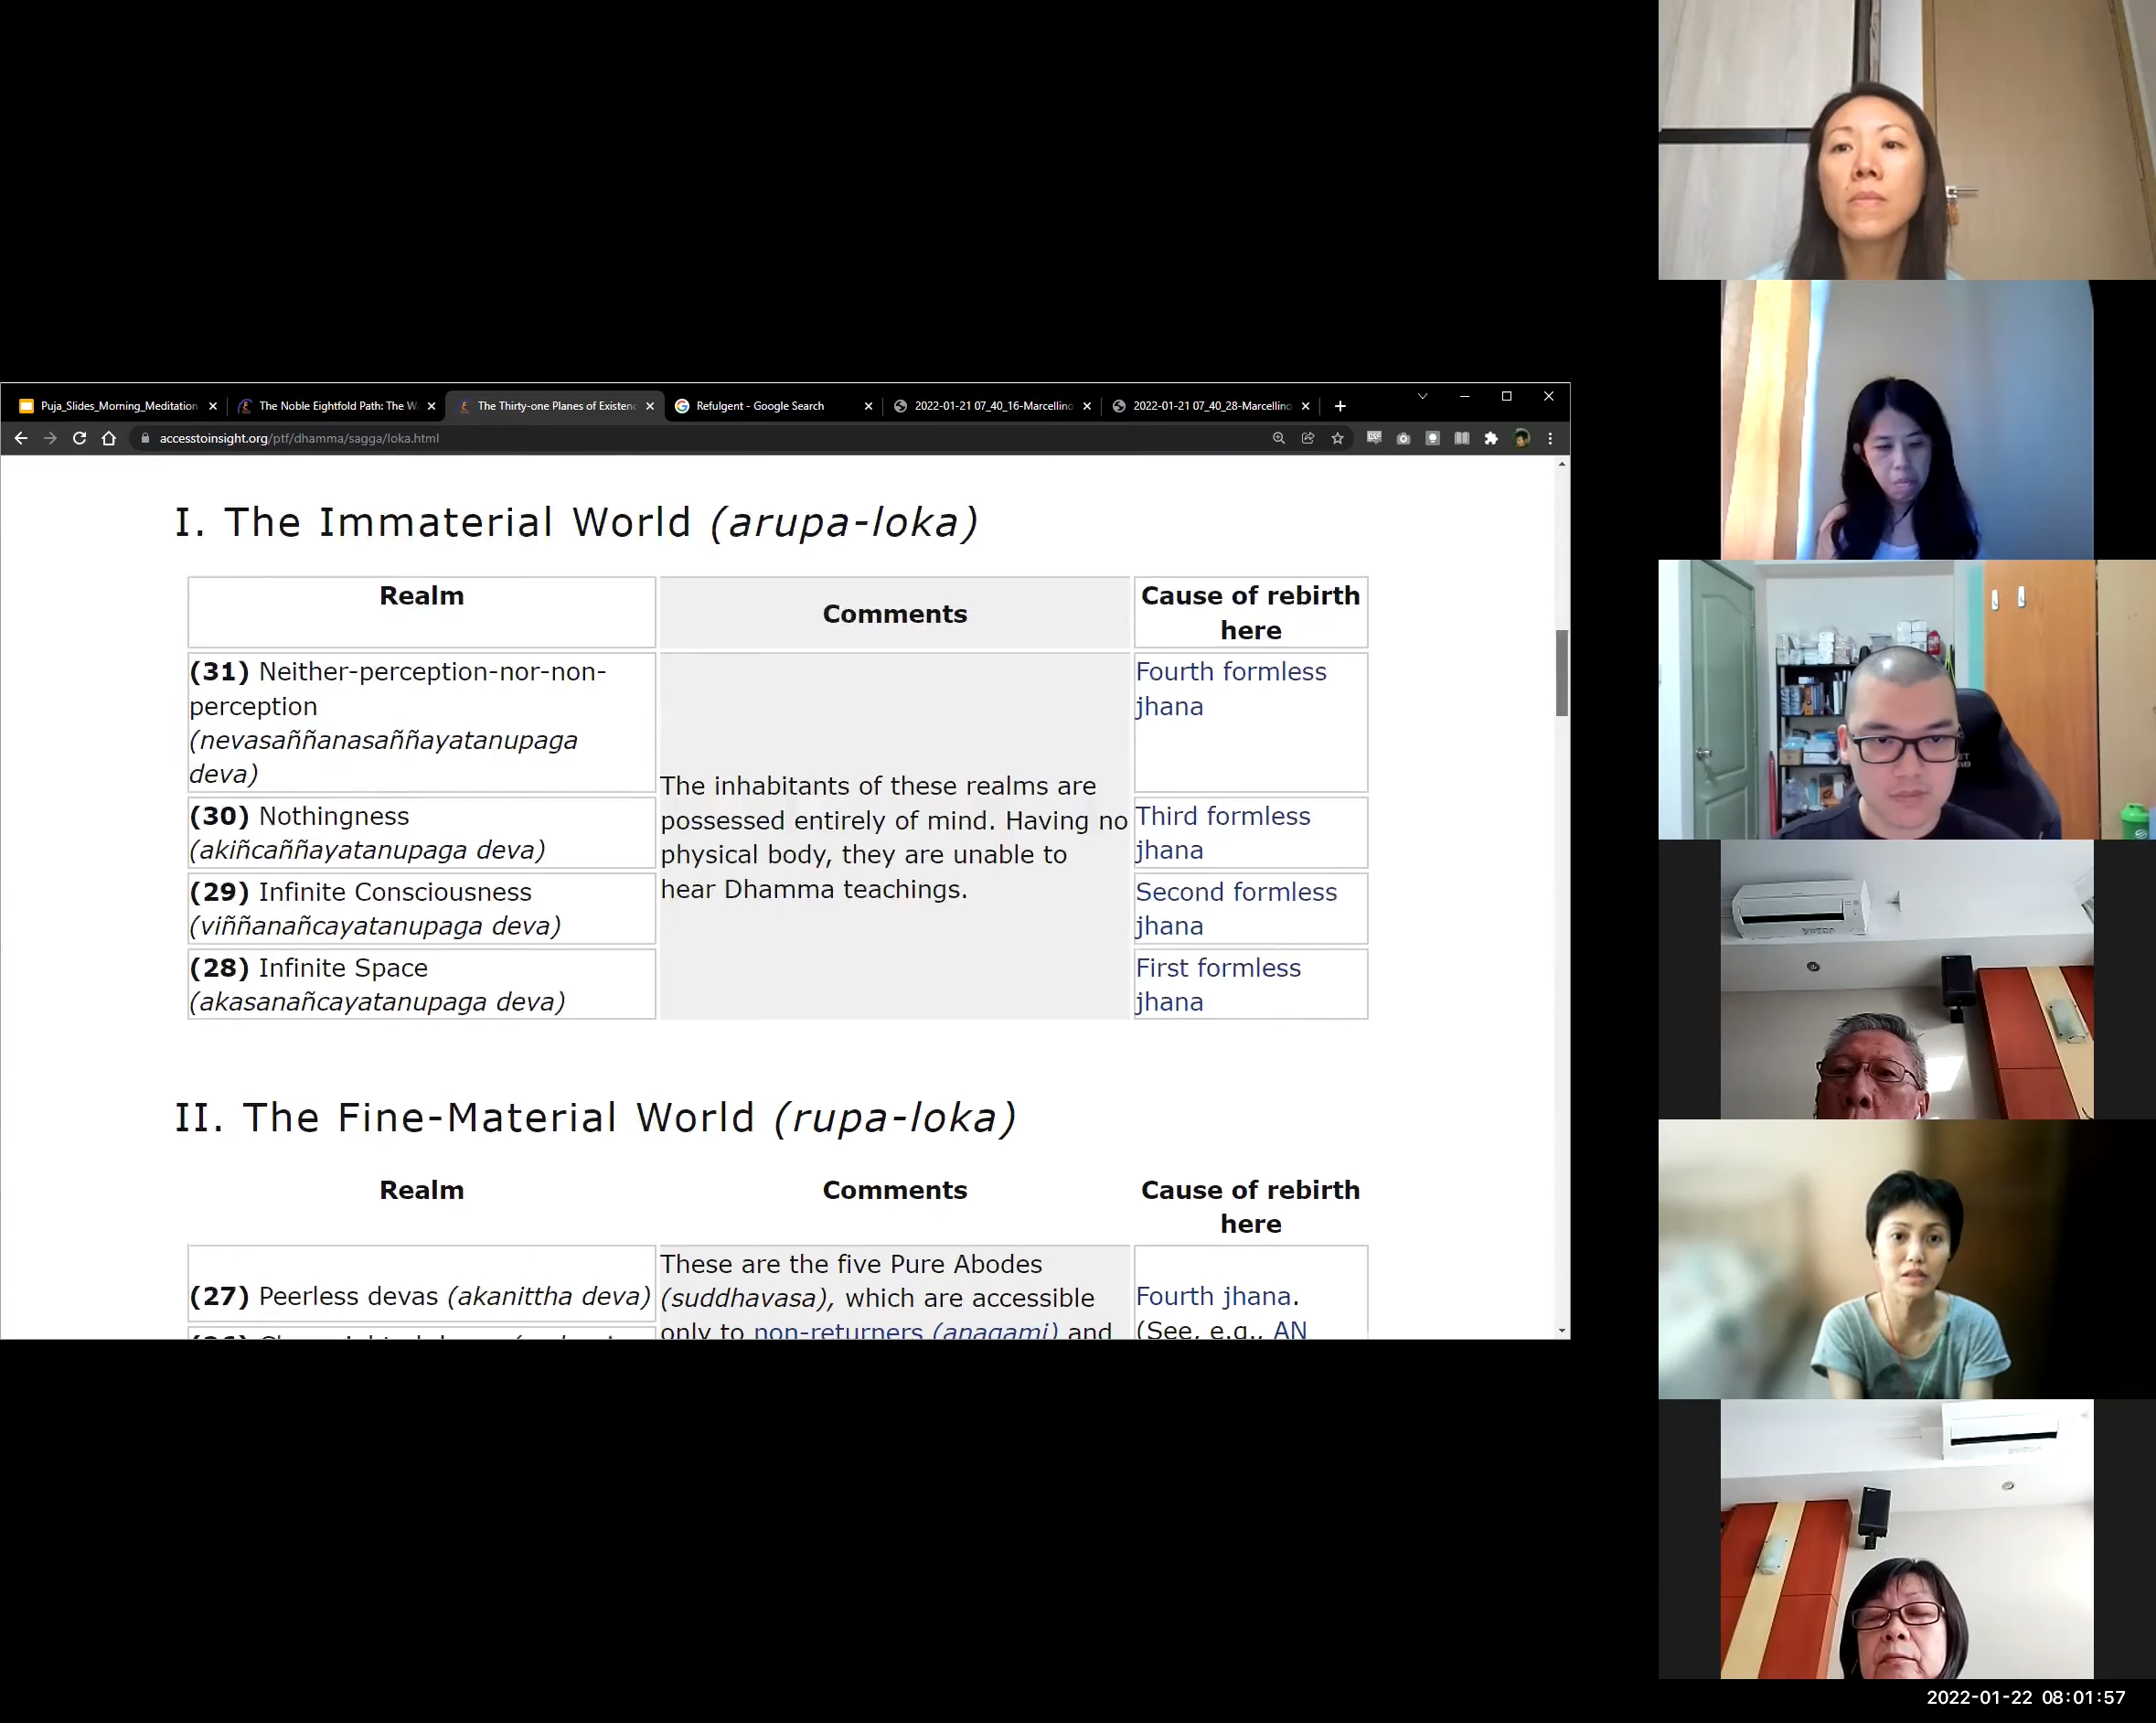 Puja_Slides_Morning_Meditation
The Noble Eightfold Path: The W
The Thirty-one Planes of Existenc
Refulgent - Google Search
2022-01-21 07_40_16-Marcellino
2022-01-21 07_40_28-Marcellino
accesstoinsight.org/ptf/dhamma/sagga/loka.html
I. The Immaterial World (arupa-loka)
Realm
Comments
Cause of rebirth
here
(31) Neither-perception-nor-non-
perception
(nevasaññanasaññayatanupaga
deva)
The inhabitants of these realms are
possessed entirely of mind. Having no
physical body, they are unable to
hear Dhamma teachings.
Fourth formless
jhana
(30) Nothingness
(akiñcaññayatanupaga deva)
Third formless
jhana
(29) Infinite Consciousness
(viññanañcayatanupaga deva)
Second formless
jhana
(28) Infinite Space
(akasanañcayatanupaga deva)
First formless
jhana
II. The Fine-Material World (rupa-loka)
Realm
Comments
Cause of rebirth
here
(27) Peerless devas (akanittha deva)
These are the five Pure Abodes
(suddhavasa), which are accessible
only to non-returners (anagami) and
Fourth jhana.
(See, e.g., AN
2022-01-22 08:01:57